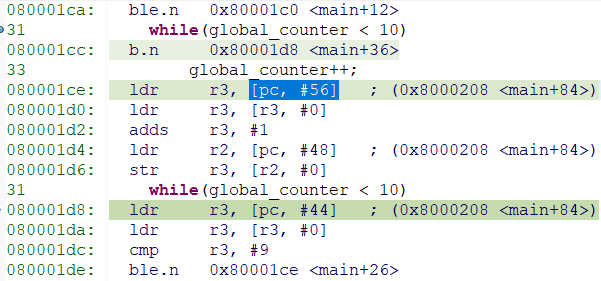 080001ca: ble.n 0x80001c0 <main+12>
31 while(global_counter < 10)
080001cc: b.n 0x80001d8 <main+36>
33 global_counter++;
080001ce: ldr r3, [pc, #56] ; (0x8000208 <main+84>)
080001d0: ldr r3, [r3, #0]
080001d2: adds r3, #1
080001d4: ldr r2, [pc, #48] ; (0x8000208 <main+84>)
080001d6: str r3, [r2, #0]
31 while(global_counter < 10)
080001d8: ldr r3, [pc, #44] ; (0x8000208 <main+84>)
080001da: ldr r3, [r3, #0]
080001dc: cmp r3, #9
080001de: ble.n 0x80001ce <main+26>